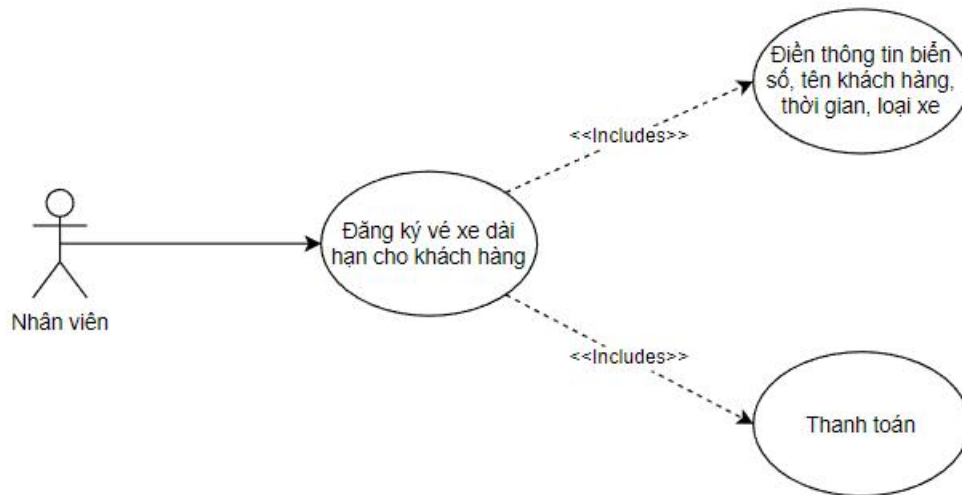 Điền thông tin biển
số, tên khách hàng,
thời gian, loại xe
<<Includes>>
Đăng ký vé xe dài
hạn cho khách hàng
Nhân viên
<<Includes>>
Thanh toán